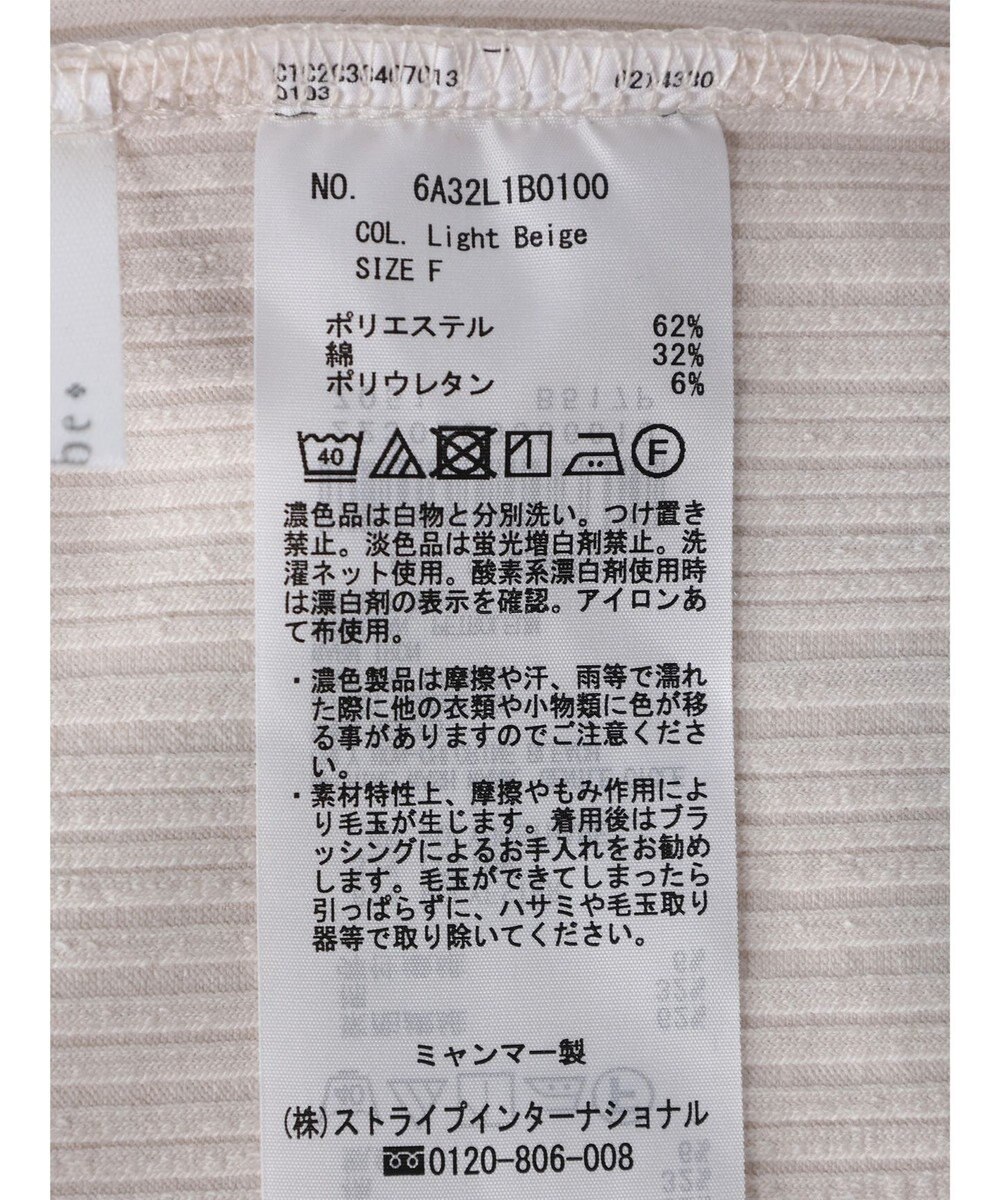 NO. 6A32L1B0100
COL. Light Beige
SIZE F
ポリエステル 62%
綿 32%
ポリウレタン 6%
40 F
濃色品は白物と分別洗い。つけ置き
禁止。淡色品は蛍光増白剤禁止。洗
濯ネット使用。酸素系漂白剤使用時
は漂白剤の表示を確認。アイロンあ
て布使用。
・濃色製品は摩擦や汗、雨等で濡れ
た際に他の衣類や小物類に色が移
る事がありますのでご注意くださ
い。
・素材特性上、摩擦やもみ作用によ
り毛玉が生じます。着用後はブラ
ッシングによるお手入れをお勧め
します。毛玉ができてしまったら
引っぱらずに、ハサミや毛玉取り
器等で取り除いてください。
ミャンマー製
(株)ストライプインターナショナル
0120-806-008
be